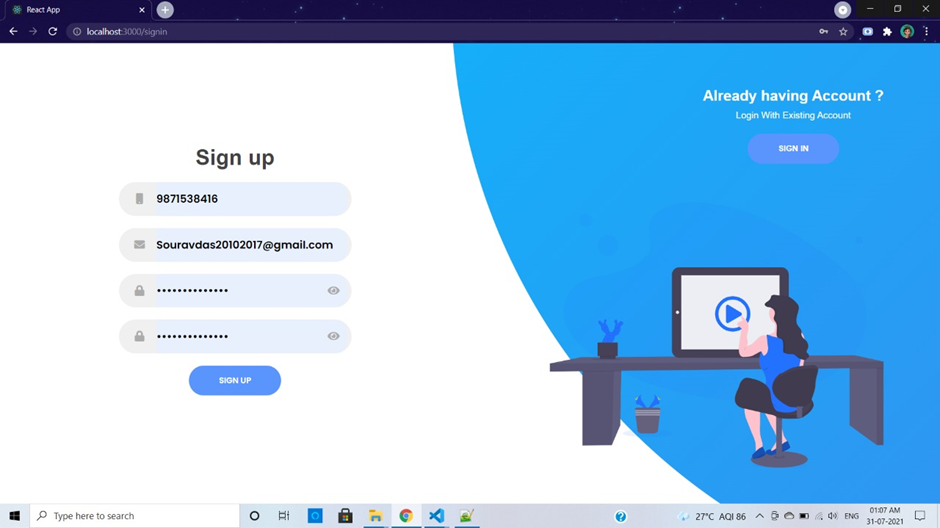 React App
localhost:3000/signin
Already having Account ?
Login With Existing Account
SIGN IN
Sign up
9871538416
Souravdas20102017@gmail.com
••••••••••••••
••••••••••••••
SIGN UP
Type here to search
27°C AQI 86
ENG
01:07 AM
31-07-2021